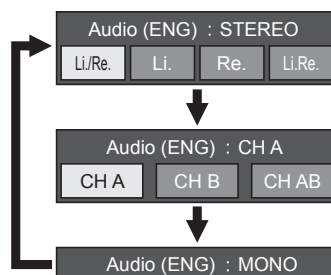 Audio (ENG) : STEREO
Li./Re. Li. Re. Li.Re.
Audio (ENG) : CH A
CH A CH B CH AB
Audio (ENG) : MONO